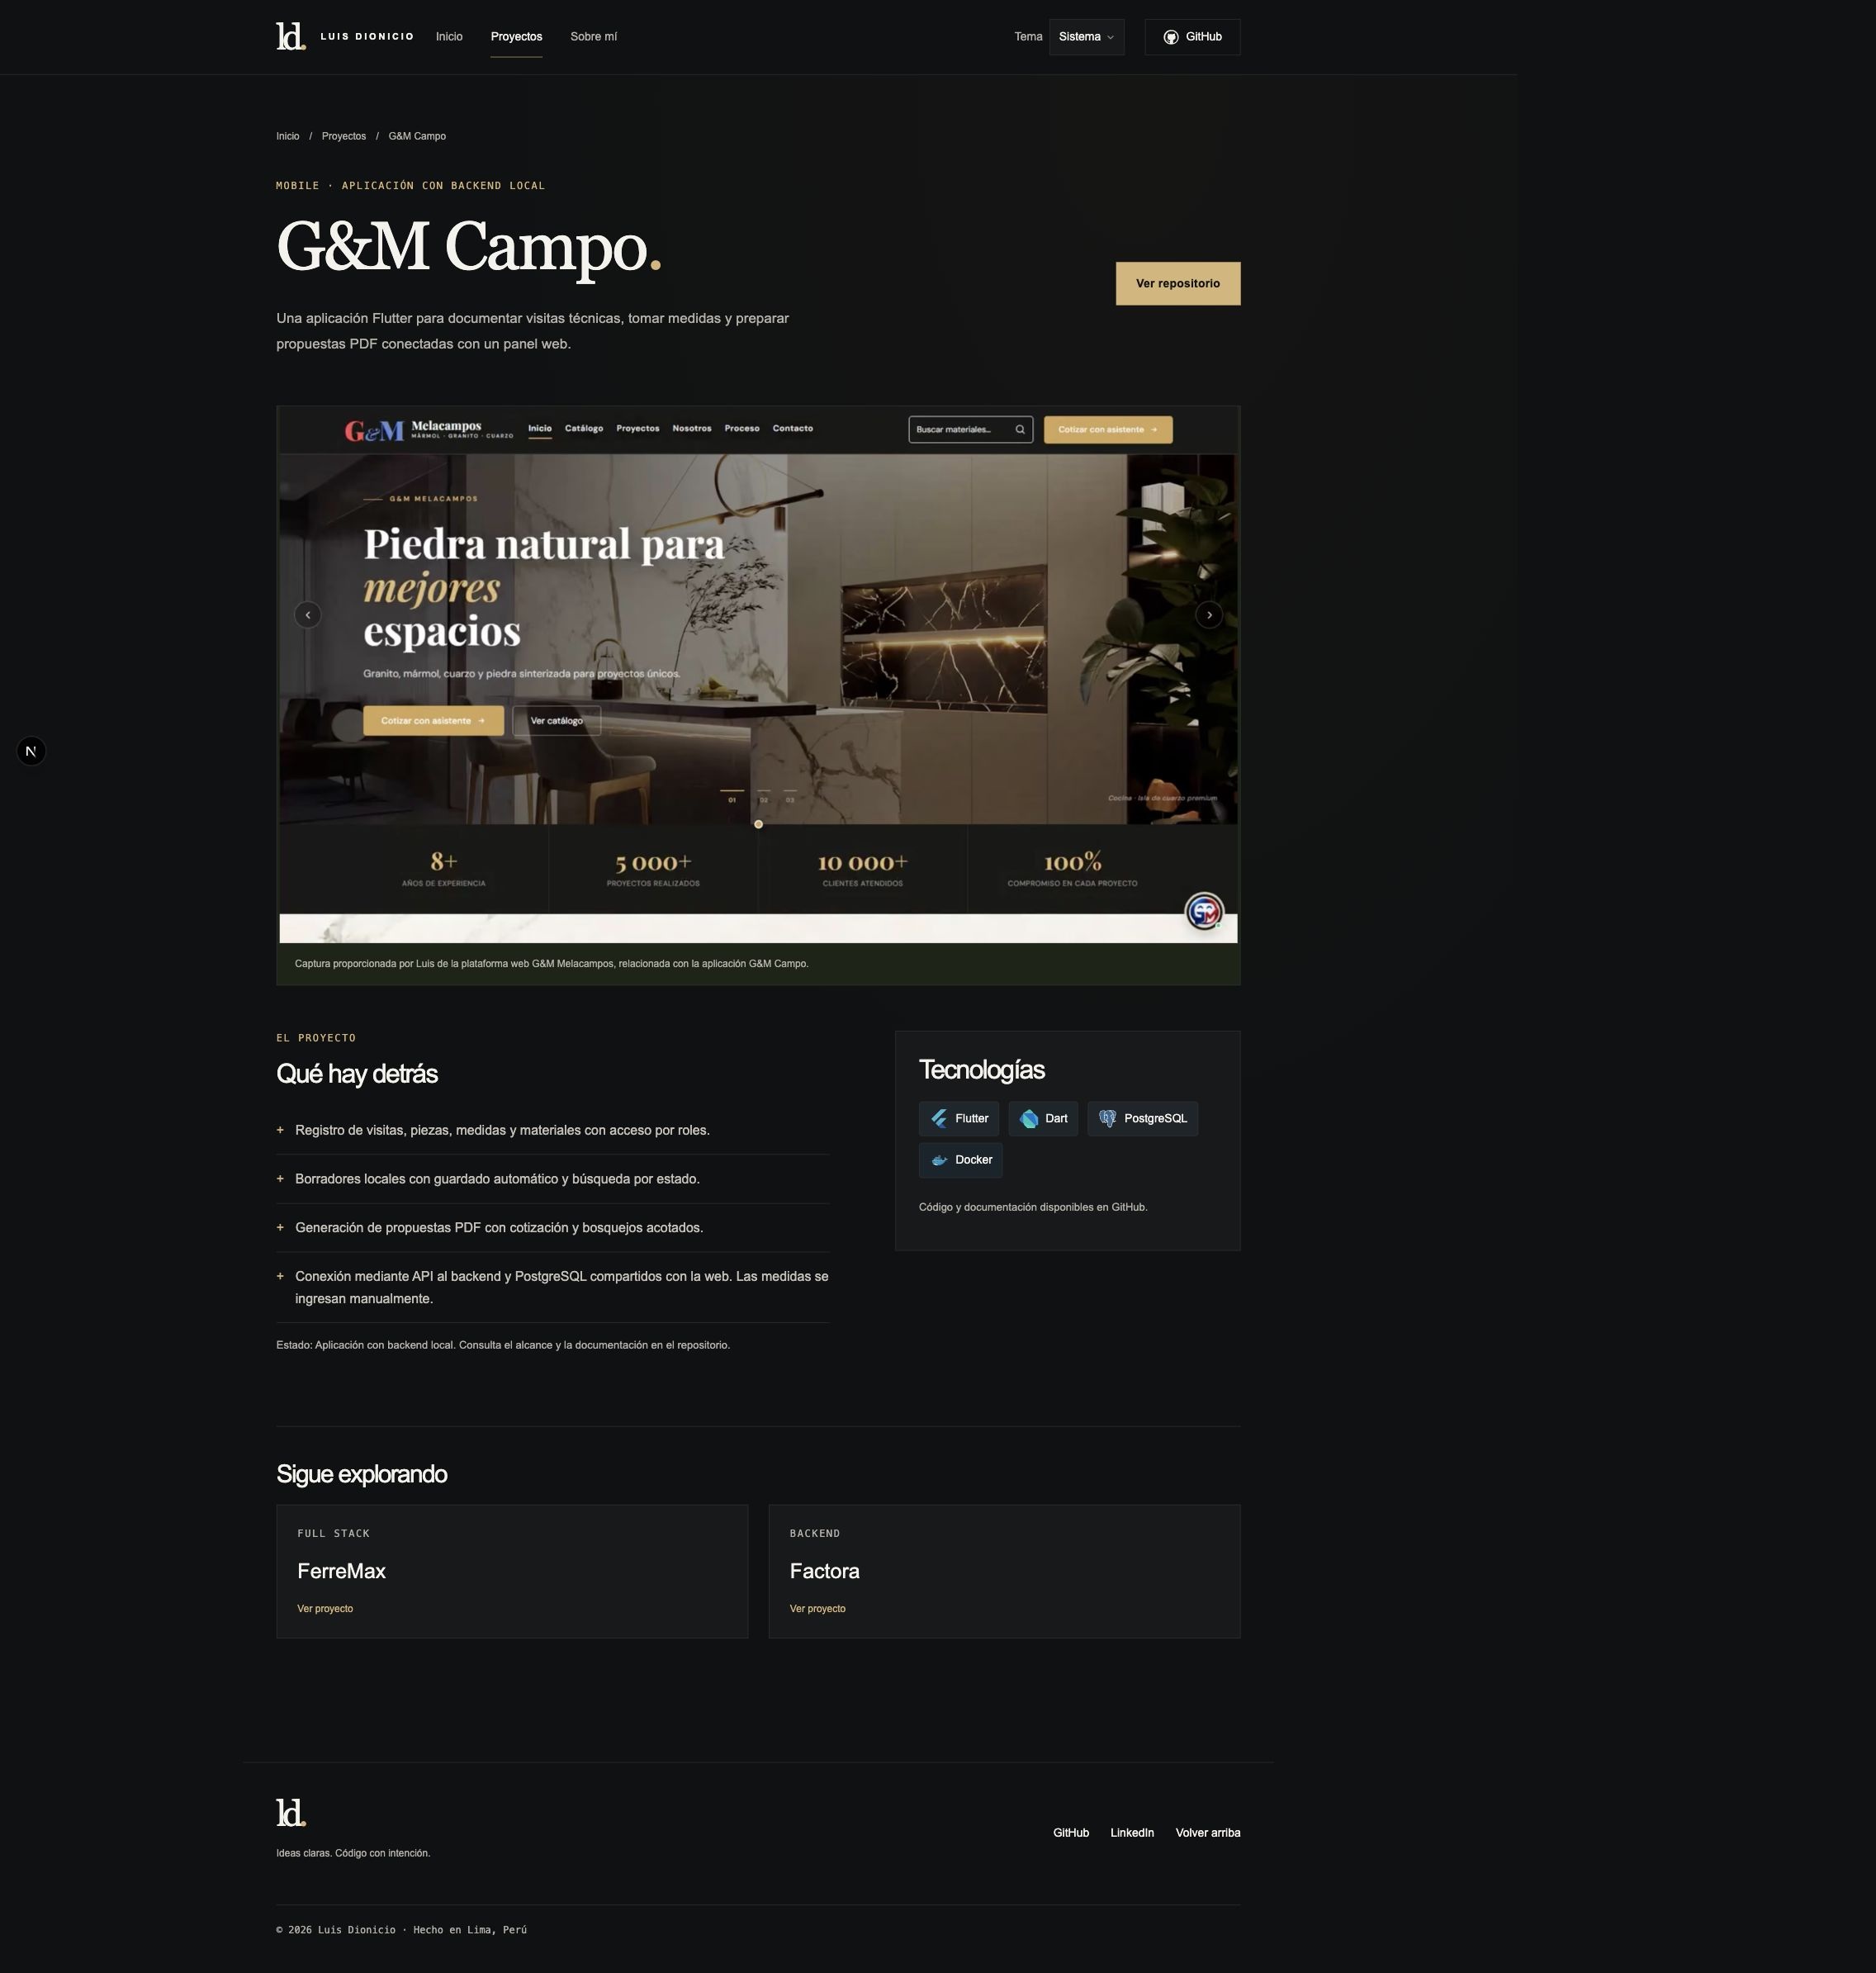 ld.
LUIS DIONICIO
Inicio
Proyectos
Sobre mí
Tema
Sistema
GitHub
Inicio / Proyectos / G&M Campo
MOBILE · APLICACIÓN CON BACKEND LOCAL
G&M Campo.
Ver repositorio
Una aplicación Flutter para documentar visitas técnicas, tomar medidas y preparar
propuestas PDF conectadas con un panel web.
G&M
Melacampos
MÁRMOL · GRANITO · CUARZO
Inicio
Catálogo
Proyectos
Nosotros
Proceso
Contacto
Buscar materiales...
Cotizar con asistente →
G&M MELACAMPOS
Piedra natural para
mejores
espacios
Granito, mármol, cuarzo y piedra sinterizada para proyectos únicos.
Cotizar con asistente →
Ver catálogo
01
02
03
Cocina · Isla de cuarzo premium
8+
AÑOS DE EXPERIENCIA
5 000+
PROYECTOS REALIZADOS
10 000+
CLIENTES ATENDIDOS
100%
COMPROMISO EN CADA PROYECTO
GM
N
Captura proporcionada por Luis de la plataforma web G&M Melacampos, relacionada con la aplicación G&M Campo.
EL PROYECTO
Qué hay detrás
+ Registro de visitas, piezas, medidas y materiales con acceso por roles.
+ Borradores locales con guardado automático y búsqueda por estado.
+ Generación de propuestas PDF con cotización y bosquejos acotados.
+ Conexión mediante API al backend y PostgreSQL compartidos con la web. Las medidas se
ingresan manualmente.
Estado: Aplicación con backend local. Consulta el alcance y la documentación en el repositorio.
Tecnologías
Flutter
Dart
PostgreSQL
Docker
Código y documentación disponibles en GitHub.
Sigue explorando
FULL STACK
FerreMax
Ver proyecto
BACKEND
Factora
Ver proyecto
ld.
Ideas claras. Código con intención.
GitHub
LinkedIn
Volver arriba
© 2026 Luis Dionicio · Hecho en Lima, Perú